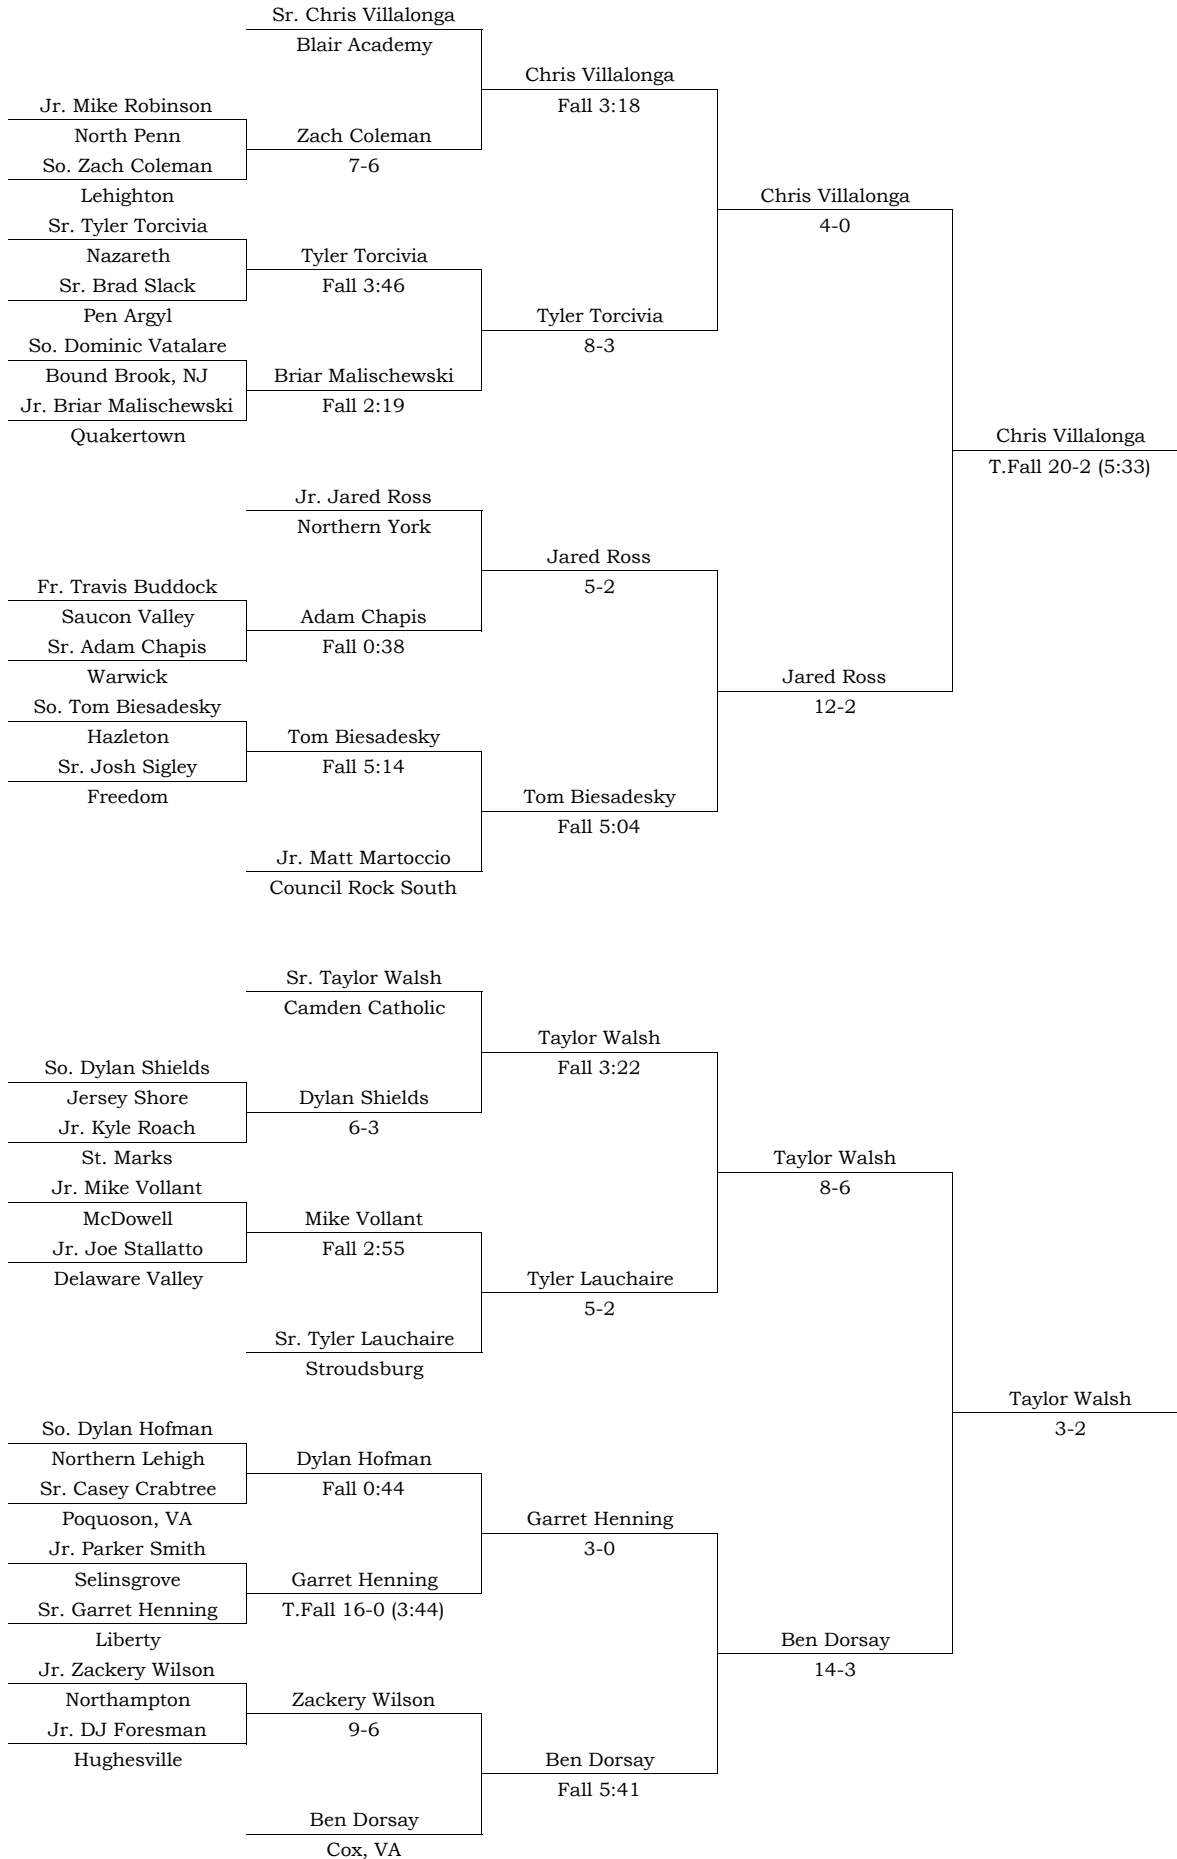 Sr. Chris Villalonga
Blair Academy
Chris Villalonga
Fall 3:18
Jr. Mike Robinson
North Penn
Zach Coleman
7-6
So. Zach Coleman
Lehighton
Chris Villalonga
4-0
Sr. Tyler Torcivia
Nazareth
Tyler Torcivia
Fall 3:46
Sr. Brad Slack
Pen Argyl
Tyler Torcivia
8-3
So. Dominic Vatalare
Bound Brook, NJ
Briar Malischewski
Fall 2:19
Jr. Briar Malischewski
Quakertown
Chris Villalonga
T.Fall 20-2 (5:33)
Jr. Jared Ross
Northern York
Jared Ross
5-2
Fr. Travis Buddock
Saucon Valley
Adam Chapis
Fall 0:38
Sr. Adam Chapis
Warwick
Jared Ross
12-2
So. Tom Biesadesky
Hazleton
Tom Biesadesky
Fall 5:14
Sr. Josh Sigley
Freedom
Tom Biesadesky
Fall 5:04
Jr. Matt Martoccio
Council Rock South
Sr. Taylor Walsh
Camden Catholic
Taylor Walsh
Fall 3:22
So. Dylan Shields
Jersey Shore
Dylan Shields
6-3
Jr. Kyle Roach
St. Marks
Taylor Walsh
8-6
Jr. Mike Vollant
McDowell
Mike Vollant
Fall 2:55
Jr. Joe Stallatto
Delaware Valley
Tyler Lauchaire
5-2
Sr. Tyler Lauchaire
Stroudsburg
Taylor Walsh
3-2
So. Dylan Hofman
Northern Lehigh
Dylan Hofman
Fall 0:44
Sr. Casey Crabtree
Poquoson, VA
Garret Henning
3-0
Jr. Parker Smith
Selinsgrove
Garret Henning
T.Fall 16-0 (3:44)
Sr. Garret Henning
Liberty
Ben Dorsay
14-3
Jr. Zackery Wilson
Northampton
Zackery Wilson
9-6
Jr. DJ Foresman
Hughesville
Ben Dorsay
Fall 5:41
Ben Dorsay
Cox, VA